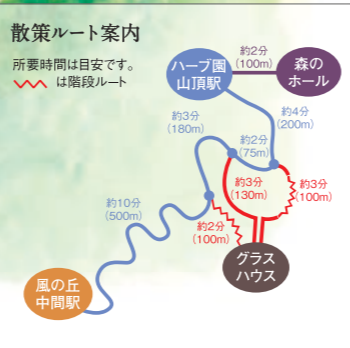 散策ルート案内
所要時間は目安です。
は階段ルート
ハーブ園
山頂駅
約2分
(100m)
森の
ホール
約3分
(180m)
約4分
(200m)
約2分
(75m)
約3分
(130m)
約3分
(100m)
約10分
(500m)
約2分
(100m)
グラス
ハウス
風の丘
中間駅